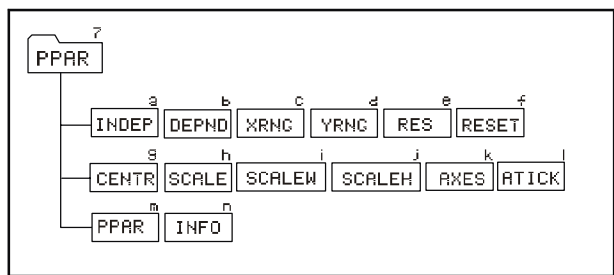 7
PPAR
a b c d e f
INDEP DEPND XRNG YRNG RES RESET
g h i j k l
CENTR SCALE SCALEW SCALEH AXES ATICK
m n
PPAR INFO